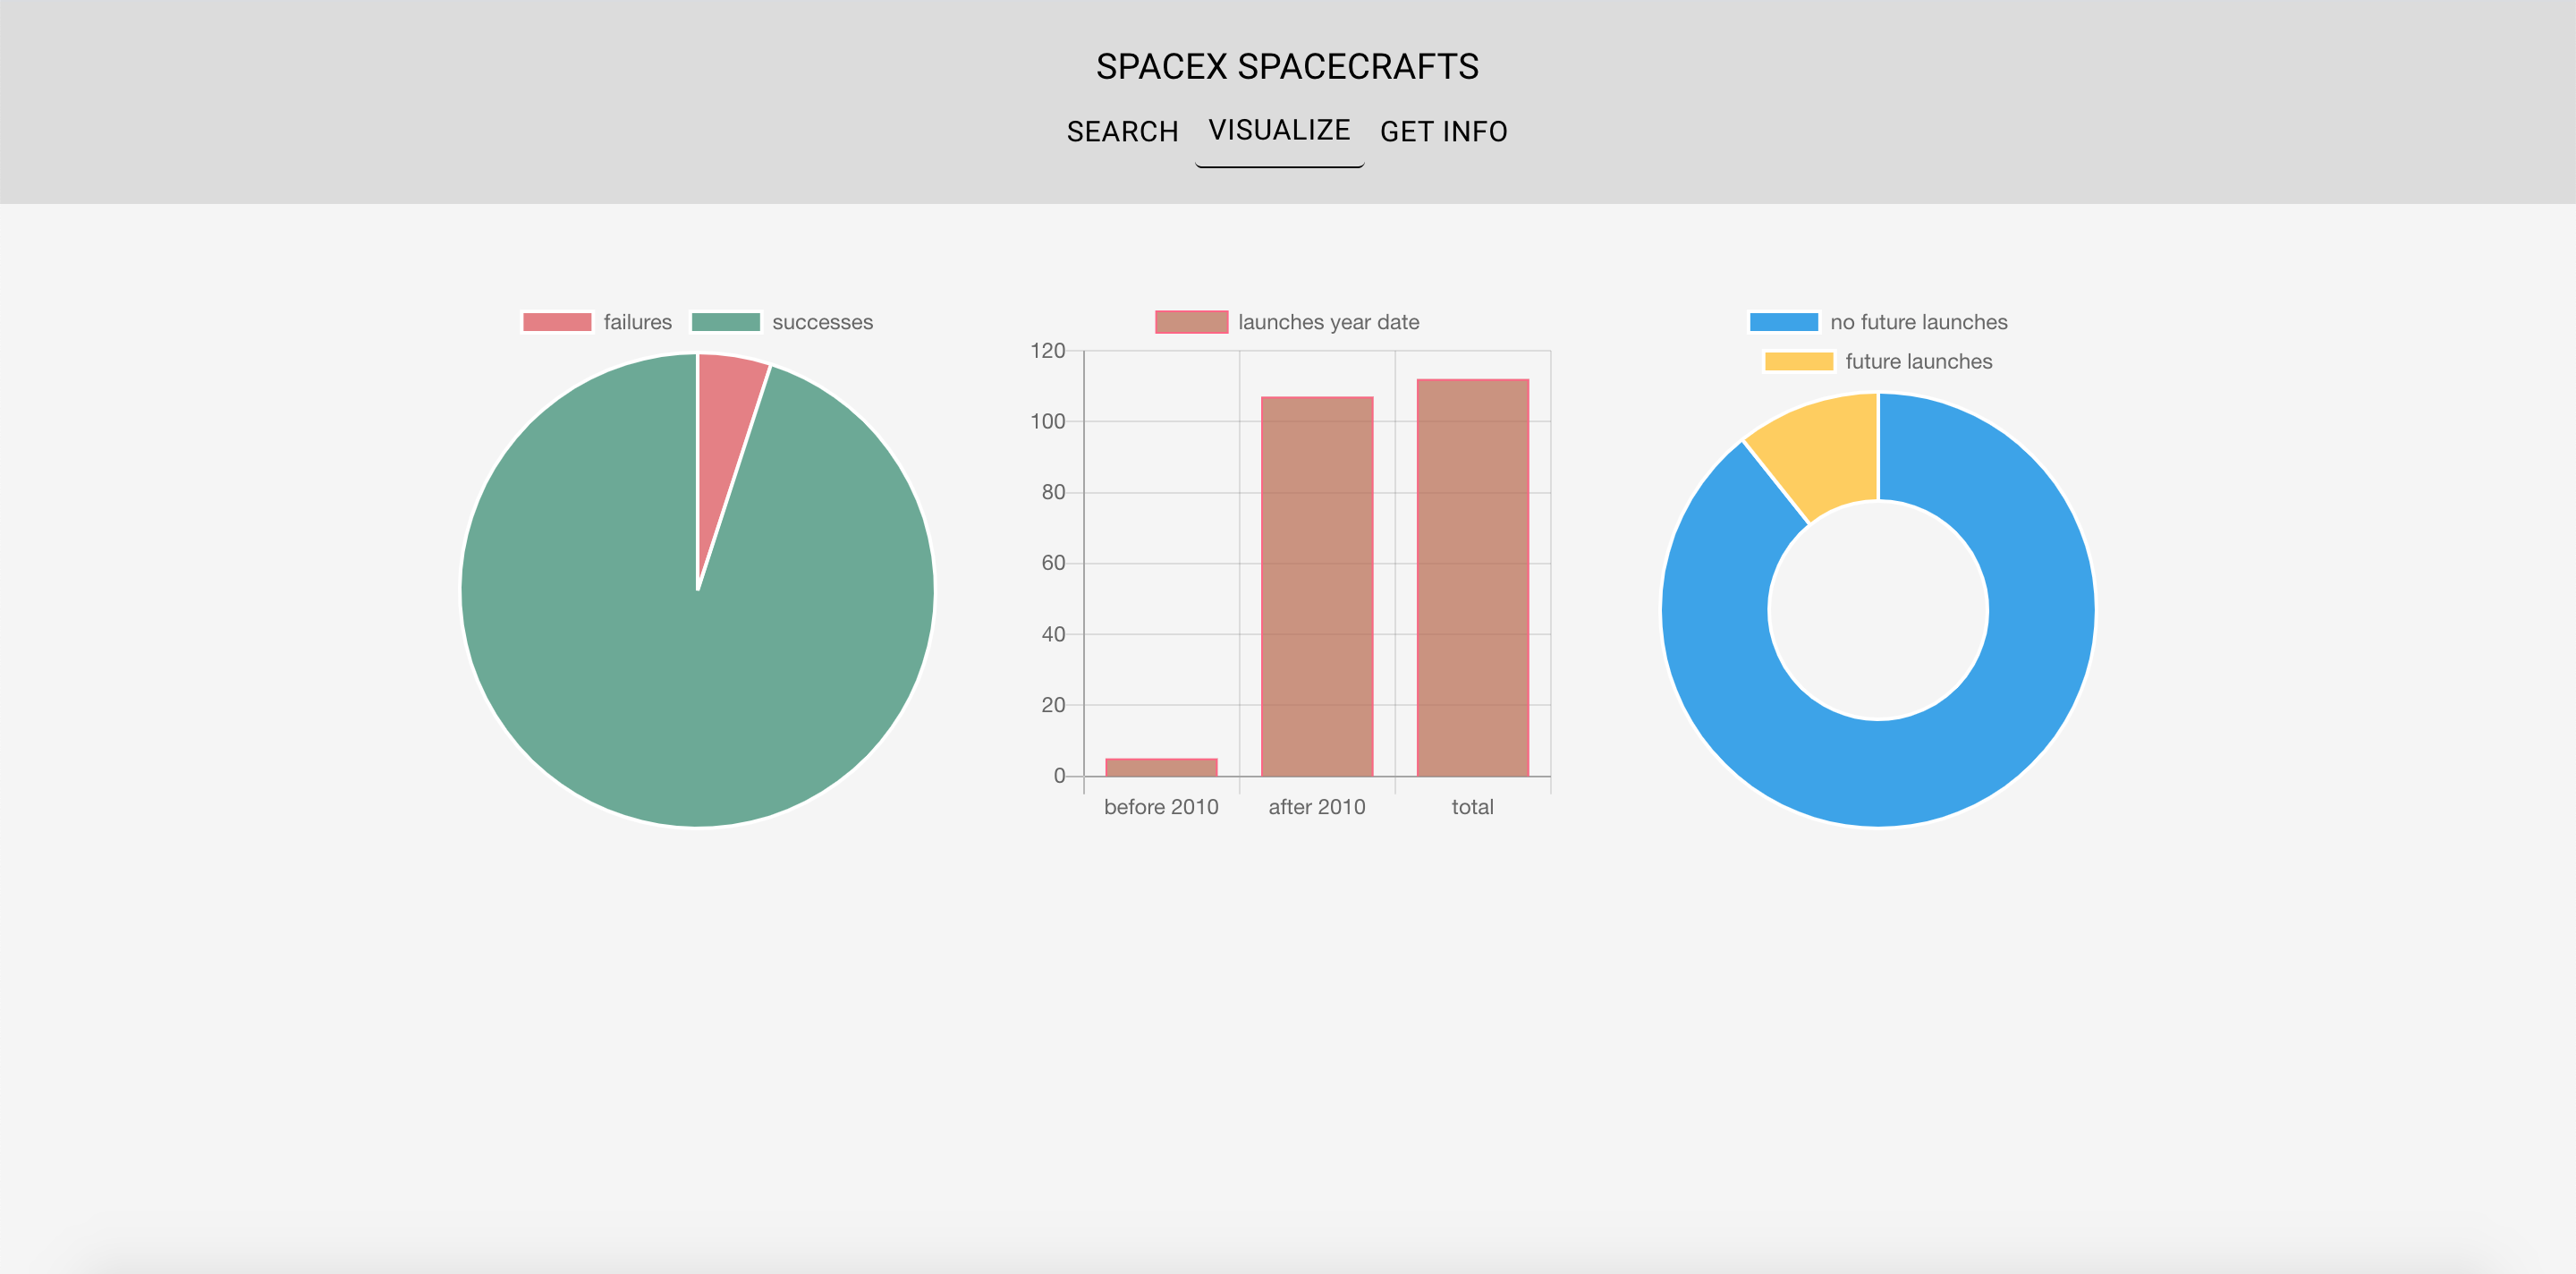 SPACEX SPACECRAFTS
SEARCH VISUALIZE GET INFO
failures successes
launches year date
120
100
80
60
40
20
0
before 2010 after 2010 total
no future launches
future launches